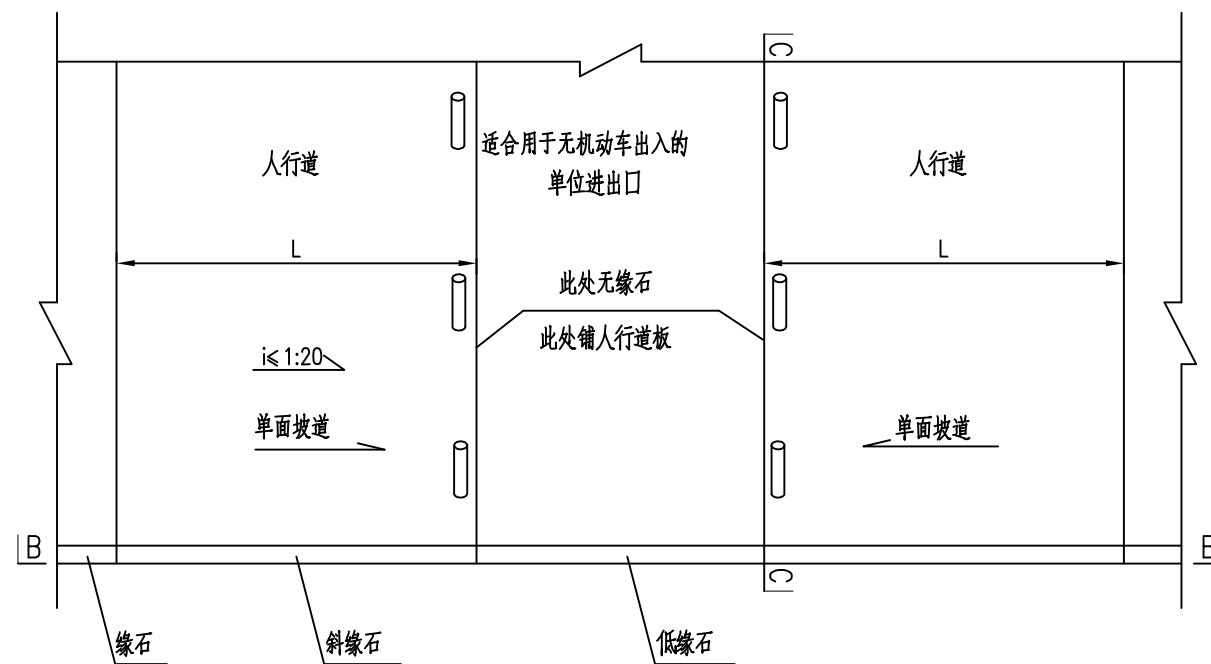 C
适合用于无机动车出入的
单位进出口
人行道
人行道
L
L
此处无缘石
此处铺人行道板
i≤1:20
单面坡道
单面坡道
B
B
C
缘石
斜缘石
低缘石